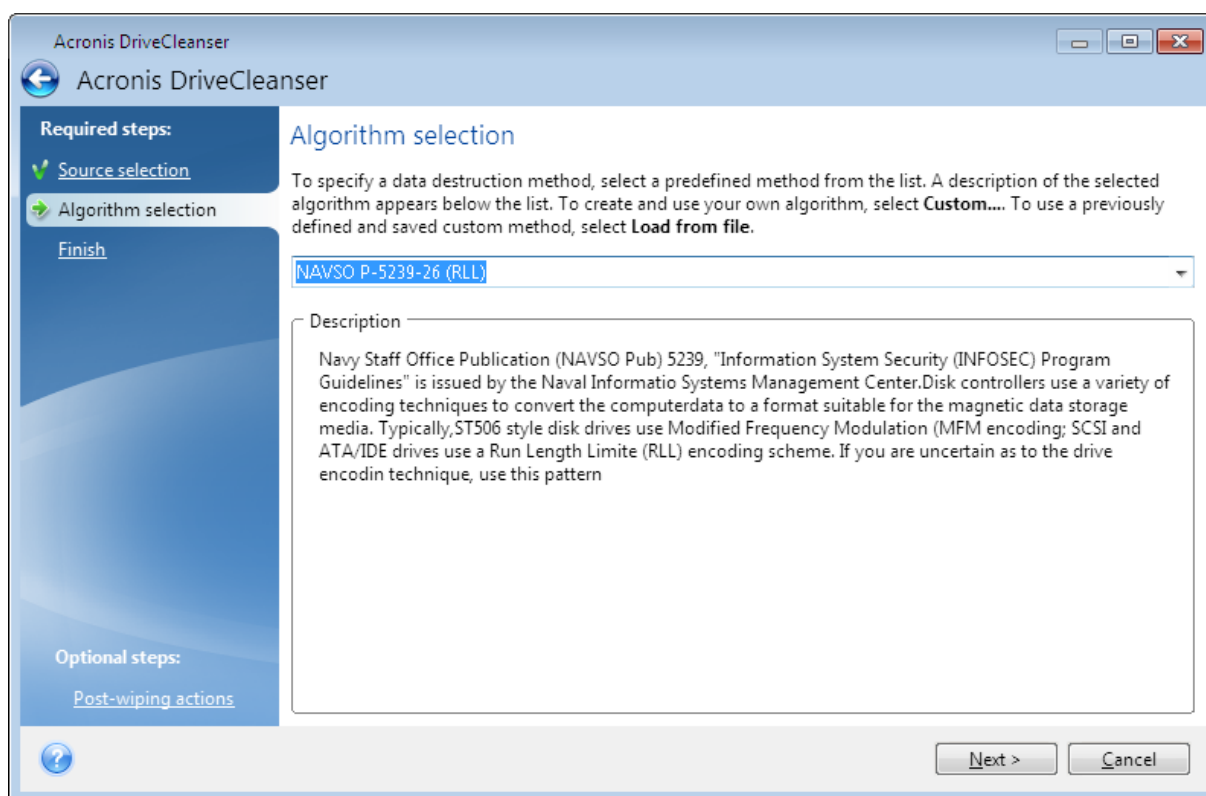 Acronis DriveCleanser
Acronis DriveCleanser
Required steps:
Source selection
Algorithm selection
Finish
Optional steps:
Post-wiping actions
Algorithm selection
To specify a data destruction method, select a predefined method from the list. A description of the selected
algorithm appears below the list. To create and use your own algorithm, select Custom.... To use a previously
defined and saved custom method, select Load from file.
NAVSO P-5239-26 (RLL)
Description
Navy Staff Office Publication (NAVSO Pub) 5239, "Information System Security (INFOSEC) Program
Guidelines" is issued by the Naval Informatio Systems Management Center.Disk controllers use a variety of
encoding techniques to convert the computerdata to a format suitable for the magnetic data storage
media. Typically,ST506 style disk drives use Modified Frequency Modulation (MFM encoding; SCSI and
ATA/IDE drives use a Run Length Limite (RLL) encoding scheme. If you are uncertain as to the drive
encodin technique, use this pattern
?
Next >
Cancel